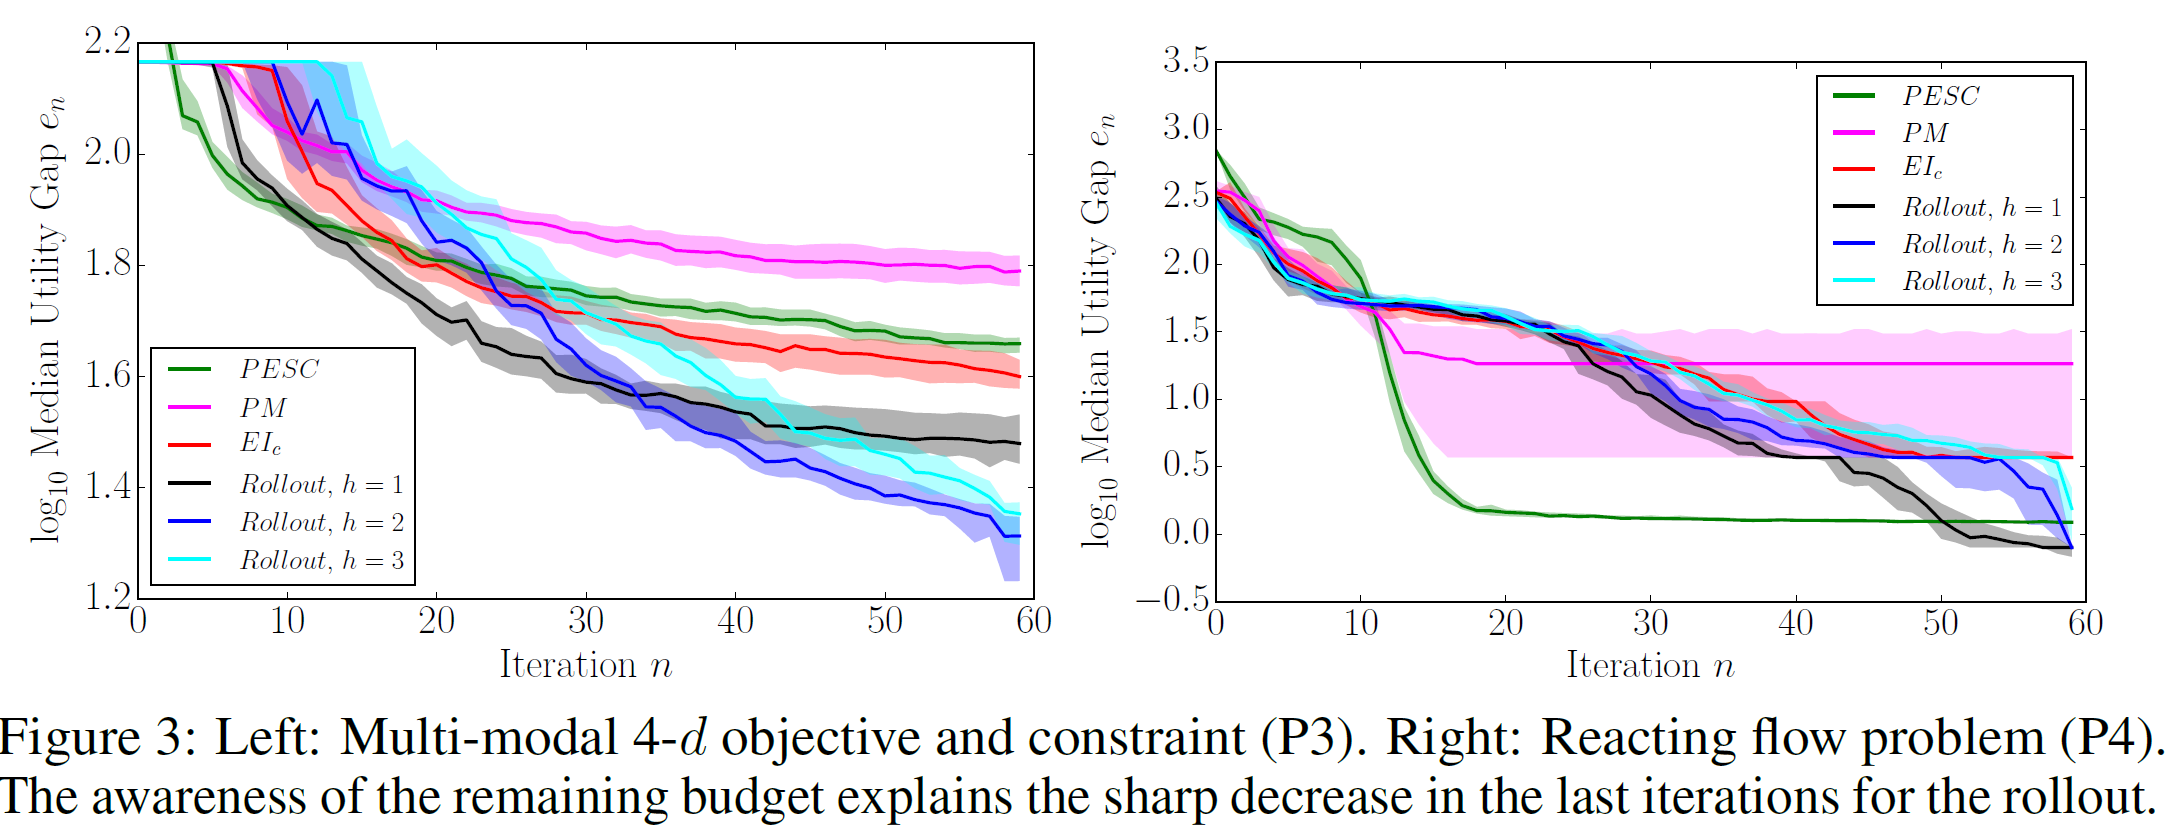 2.2
2.0
1.8
1.6
1.4
1.2
0 10 20 30 40 50 60
log10 Median Utility Gap en
Iteration n
PESC
PM
EIc
Rollout, h = 1
Rollout, h = 2
Rollout, h = 3
3.5
3.0
2.5
2.0
1.5
1.0
0.5
0.0
−0.5
0 10 20 30 40 50 60
log10 Median Utility Gap en
Iteration n
PESC
PM
EIc
Rollout, h = 1
Rollout, h = 2
Rollout, h = 3
Figure 3: Left: Multi-modal 4-d objective and constraint (P3). Right: Reacting flow problem (P4).
The awareness of the remaining budget explains the sharp decrease in the last iterations for the rollout.